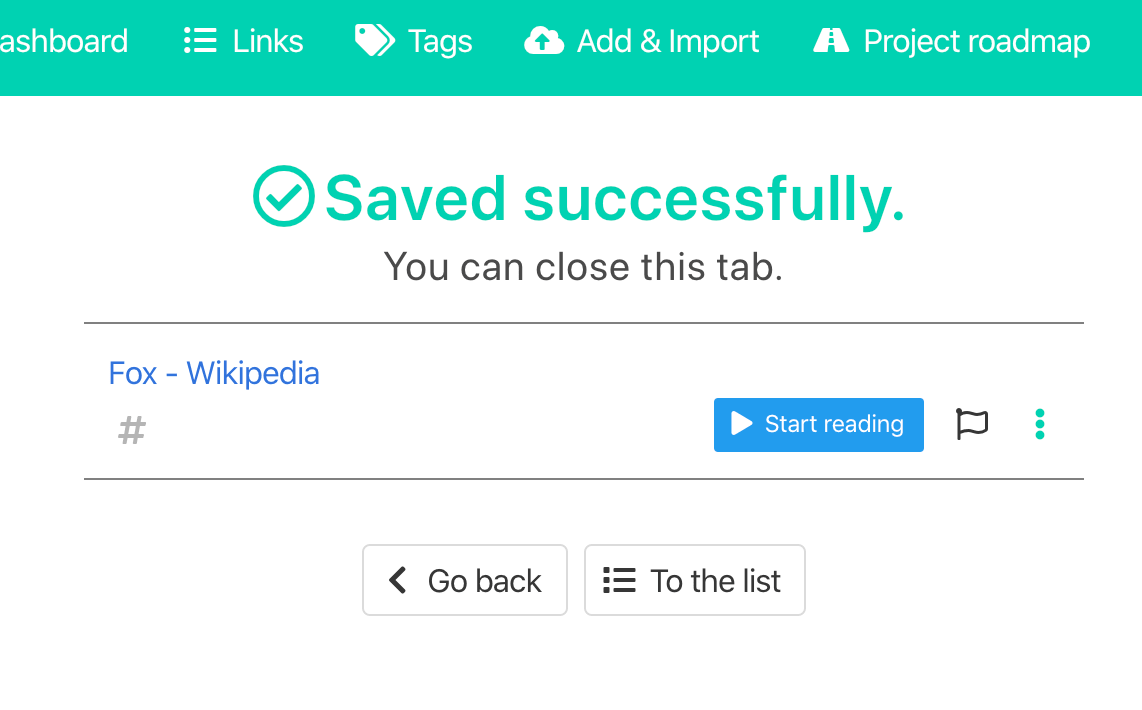 ashboard Links Tags Add & Import Project roadmap
Saved successfully.
You can close this tab.
Fox - Wikipedia
# Start reading
Go back To the list